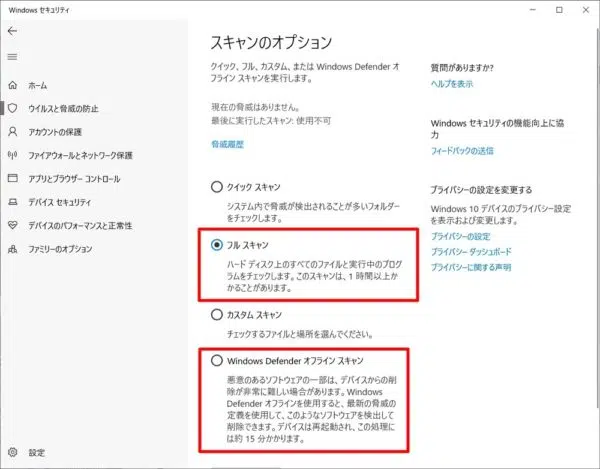 Windows セキュリティ
ホーム
ウイルスと脅威の防止
アカウントの保護
ファイアウォールとネットワーク保護
アプリとブラウザー コントロール
デバイス セキュリティ
デバイスのパフォーマンスと正常性
ファミリーのオプション
設定
スキャンのオプション
クイック、フル、カスタム、または Windows Defender オ
フライン スキャンを実行します。
現在の脅威はありません。
最後に実行したスキャン: 使用不可
脅威履歴
クイック スキャン
システム内で脅威が検出されることが多いフォルダー
をチェックします。
フル スキャン
ハード ディスク上のすべてのファイルと実行中のプログ
ラムをチェックします。このスキャンは、1 時間以上か
かることがあります。
カスタム スキャン
チェックするファイルと場所を選んでください。
Windows Defender オフライン スキャン
悪意のあるソフトウェアの一部は、デバイスからの削除
が非常に難しい場合があります。Windows
Defender オフラインを使用すると、最新の脅威の
定義を使用して、このようなソフトウェアを検出して
削除できます。デバイスは再起動され、この処理に
は約 15 分かかります。
質問がありますか?
ヘルプを表示
Windows セキュリティの機能向上に協
力
フィードバックの送信
プライバシーの設定を変更する
Windows 10 デバイスのプライバシー設定
を表示および変更します。
プライバシーの設定
プライバシー ダッシュボード
プライバシーに関する声明